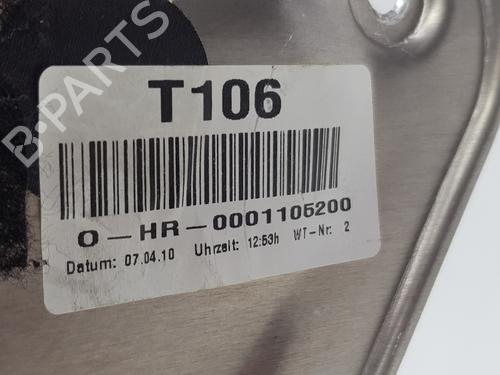 B-PARTS
T106
O-HR-0001105200
Datum: 07.04.10 Uhrzeit: 12:53h WT-Nr: 2